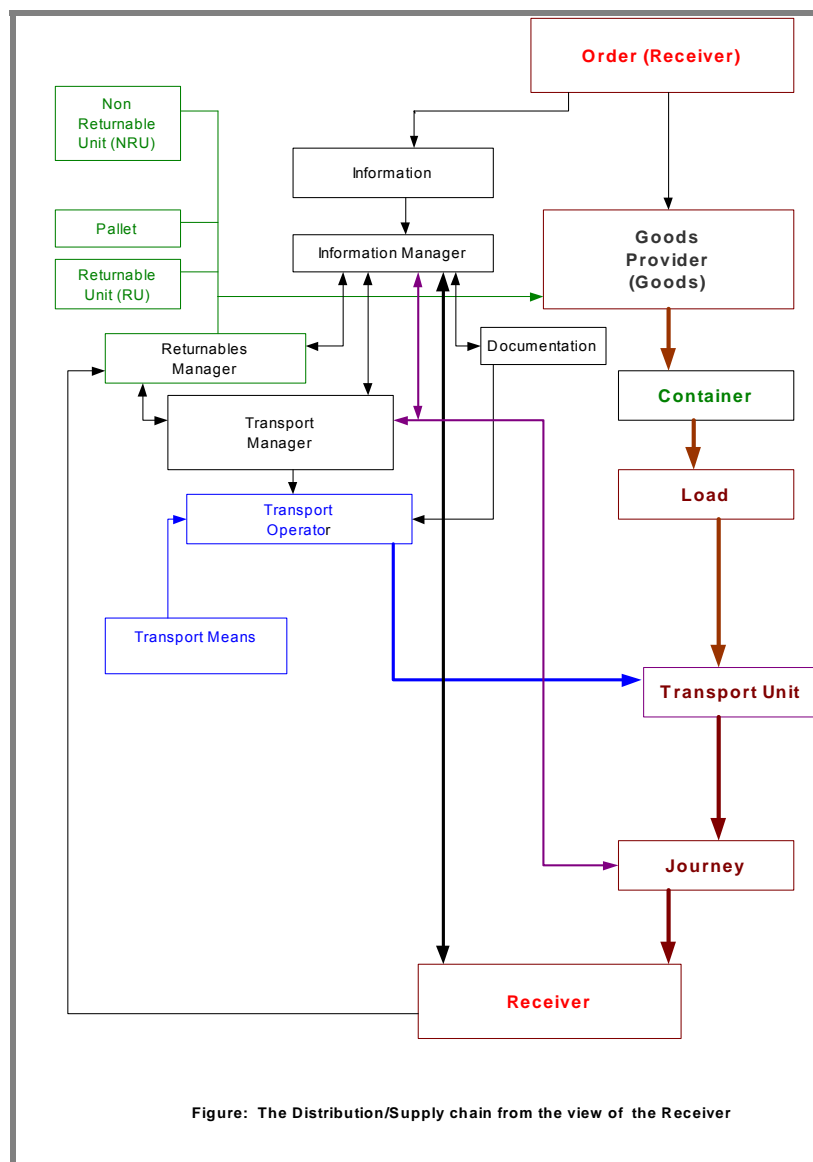 Order (Receiver)
Non
Returnable
Unit (NRU)
Information
Pallet
Goods
Provider
(Goods)
Information Manager
Returnable
Unit (RU)
Returnables
Manager
Documentation
Container
Transport
Manager
Load
Transport
Operator
Transport Means
Transport Unit
Journey
Receiver
Figure: The Distribution/Supply chain from the view of the Receiver